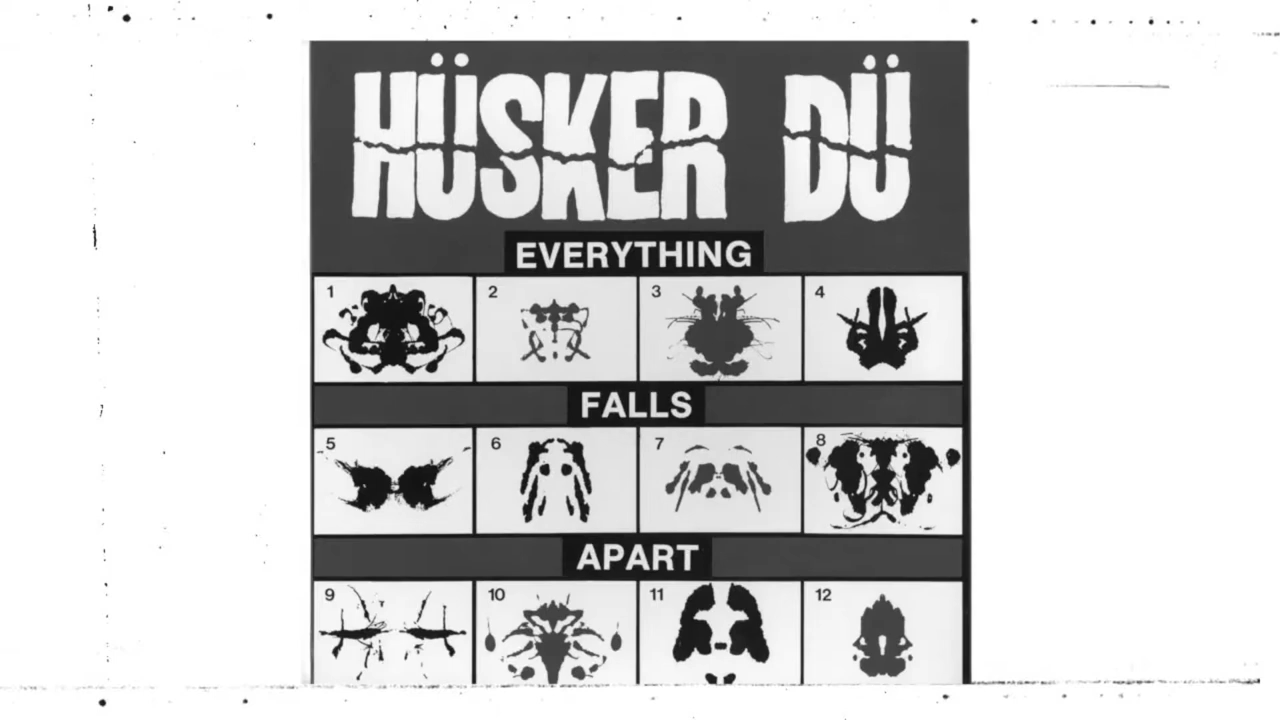 HÜSKER DÜ
EVERYTHING
1 2 3 4
FALLS
5 6 7 8
APART
9 10 11 12